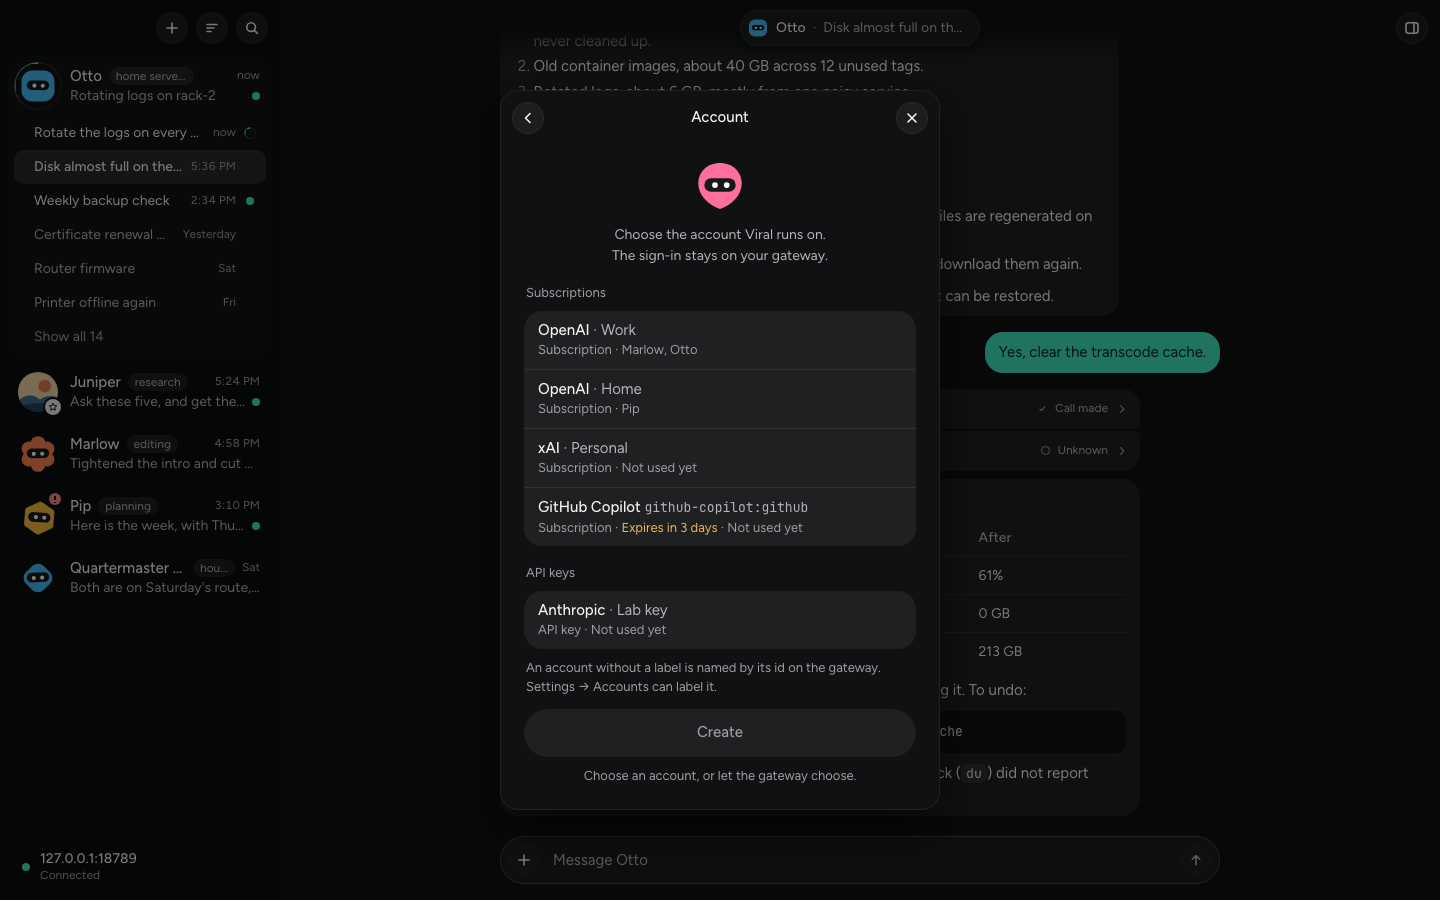 Otto home serve... now
Rotating logs on rack-2
Rotate the logs on every ... now
Disk almost full on the... 5:36 PM
Weekly backup check 2:34 PM
Certificate renewal ... Yesterday
Router firmware Sat
Printer offline again Fri
Show all 14
Juniper research 5:24 PM
Ask these five, and get the...
Marlow editing 4:58 PM
Tightened the intro and cut ...
Pip planning 3:10 PM
Here is the week, with Thu...
Quartermaster ... hou... Sat
Both are on Saturday's route,...
127.0.0.1:18789
Connected
Otto · Disk almost full on th...
never cleaned up.
2. Old container images, about 40 GB across 12 unused tags.
Account
Choose the account Viral runs on.
The sign-in stays on your gateway.
Subscriptions
OpenAI · Work
Subscription · Marlow, Otto
OpenAI · Home
Subscription · Pip
xAI · Personal
Subscription · Not used yet
GitHub Copilot github-copilot:github
Subscription · Expires in 3 days · Not used yet
API keys
Anthropic · Lab key
API key · Not used yet
An account without a label is named by its id on the gateway.
Settings → Accounts can label it.
Create
Choose an account, or let the gateway choose.
are regenerated on
download them again.
can be restored.
Yes, clear the transcode cache.
Call made
Unknown
After
61%
0 GB
213 GB
it. To undo:
(du) did not report
Message Otto